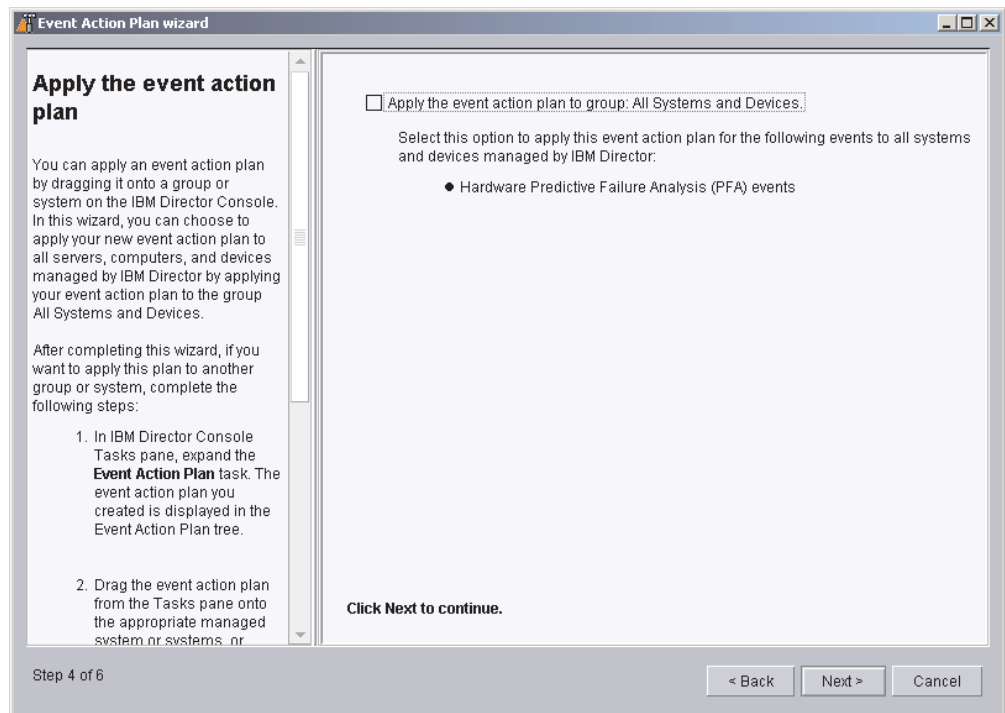 Event Action Plan wizard
Apply the event action
plan
You can apply an event action plan
by dragging it onto a group or
system on the IBM Director Console.
In this wizard, you can choose to
apply your new event action plan to
all servers, computers, and devices
managed by IBM Director by applying
your event action plan to the group
All Systems and Devices.
After completing this wizard, if you
want to apply this plan to another
group or system, complete the
following steps:
1. In IBM Director Console
Tasks pane, expand the
Event Action Plan task. The
event action plan you
created is displayed in the
Event Action Plan tree.
2. Drag the event action plan
from the Tasks pane onto
the appropriate managed
system or systems, or
Apply the event action plan to group: All Systems and Devices.
Select this option to apply this event action plan for the following events to all systems
and devices managed by IBM Director:
● Hardware Predictive Failure Analysis (PFA) events
Click Next to continue.
Step 4 of 6
< Back
Next >
Cancel